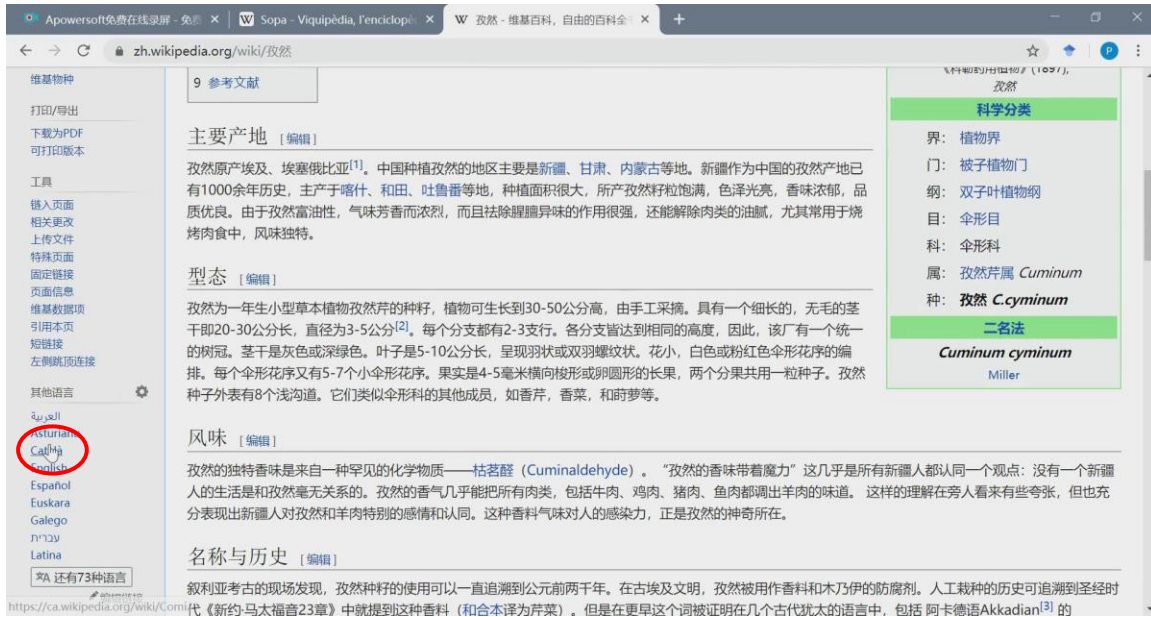 Apowersoft免费在线录屏 - 免费
Sopa - Viquipèdia, l'enciclopè
孜然 - 维基百科，自由的百科全
zh.wikipedia.org/wiki/孜然
维基物种
打印/导出
下载为PDF
可打印版本
工具
链入页面
相关更改
上传文件
特殊页面
固定链接
页面信息
维基数据项
引用本页
短链接
左侧跳顶连接
其他语言
العربية
Asturianu
Català
English
Español
Euskara
Galego
עברית
Latina
还有73种语言
https://ca.wikipedia.org/wiki/Comi
9 参考文献
主要产地 [编辑]
孜然原产埃及、埃塞俄比亚[1]。中国种植孜然的地区主要是新疆、甘肃、内蒙古等地。新疆作为中国的孜然产地已
有1000余年历史，主产于喀什、和田、吐鲁番等地，种植面积很大，所产孜然籽粒饱满，色泽光亮，香味浓郁，品
质优良。由于孜然富油性，气味芳香而浓烈，而且祛除腥膻异味的作用很强，还能解除肉类的油腻，尤其常用于烧
烤肉食中，风味独特。
型态 [编辑]
孜然为一年生小型草本植物孜然芹的种籽，植物可生长到30-50公分高，由手工采摘。具有一个细长的，无毛的茎
干即20-30公分长，直径为3-5公分[2]。每个分支都有2-3支行。各分支皆达到相同的高度，因此，该厂有一个统一
的树冠。茎干是灰色或深绿色。叶子是5-10公分长，呈现羽状或双羽螺纹状。花小，白色或粉红色伞形花序的编
排。每个伞形花序又有5-7个小伞形花序。果实是4-5毫米横向梭形或卵圆形的长果，两个分果共用一粒种子。孜然
种子外表有8个浅沟道。它们类似伞形科的其他成员，如香芹，香菜，和莳萝等。
风味 [编辑]
孜然的独特香味是来自一种罕见的化学物质——枯茗醛（Cuminaldehyde）。“孜然的香味带着魔力”这几乎是所有新疆人都认同一个观点：没有一个新疆
人的生活是和孜然毫无关系的。孜然的香气几乎能把所有肉类，包括牛肉、鸡肉、猪肉、鱼肉都调出羊肉的味道。 这样的理解在旁人看来有些夸张，但也充
分表现出新疆人对孜然和羊肉特别的感情和认同。这种香料气味对人的感染力，正是孜然的神奇所在。
名称与历史 [编辑]
叙利亚考古的现场发现，孜然种籽的使用可以一直追溯到公元前两千年。在古埃及文明，孜然被用作香料和木乃伊的防腐剂。人工栽种的历史可追溯到圣经时
代《新约·马太福音23章》中就提到这种香料（和合本译为芹菜）。但是在更早这个词被证明在几个古代犹太的语言中，包括 阿卡德语Akkadian[3] 的
《科勒药用植物》(1897),
孜然
科学分类
界： 植物界
门： 被子植物门
纲： 双子叶植物纲
目： 伞形目
科： 伞形科
属： 孜然芹属 Cuminum
种： 孜然 C.cyminum
二名法
Cuminum cyminum
Miller